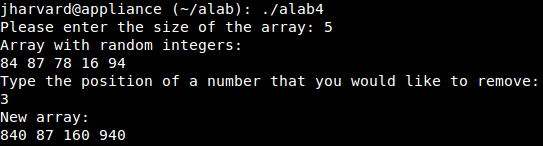 jharvard@appliance (~/alab): ./alab4
Please enter the size of the array: 5
Array with random integers:
84 87 78 16 94
Type the position of a number that you would like to remove:
3
New array:
840 87 160 940